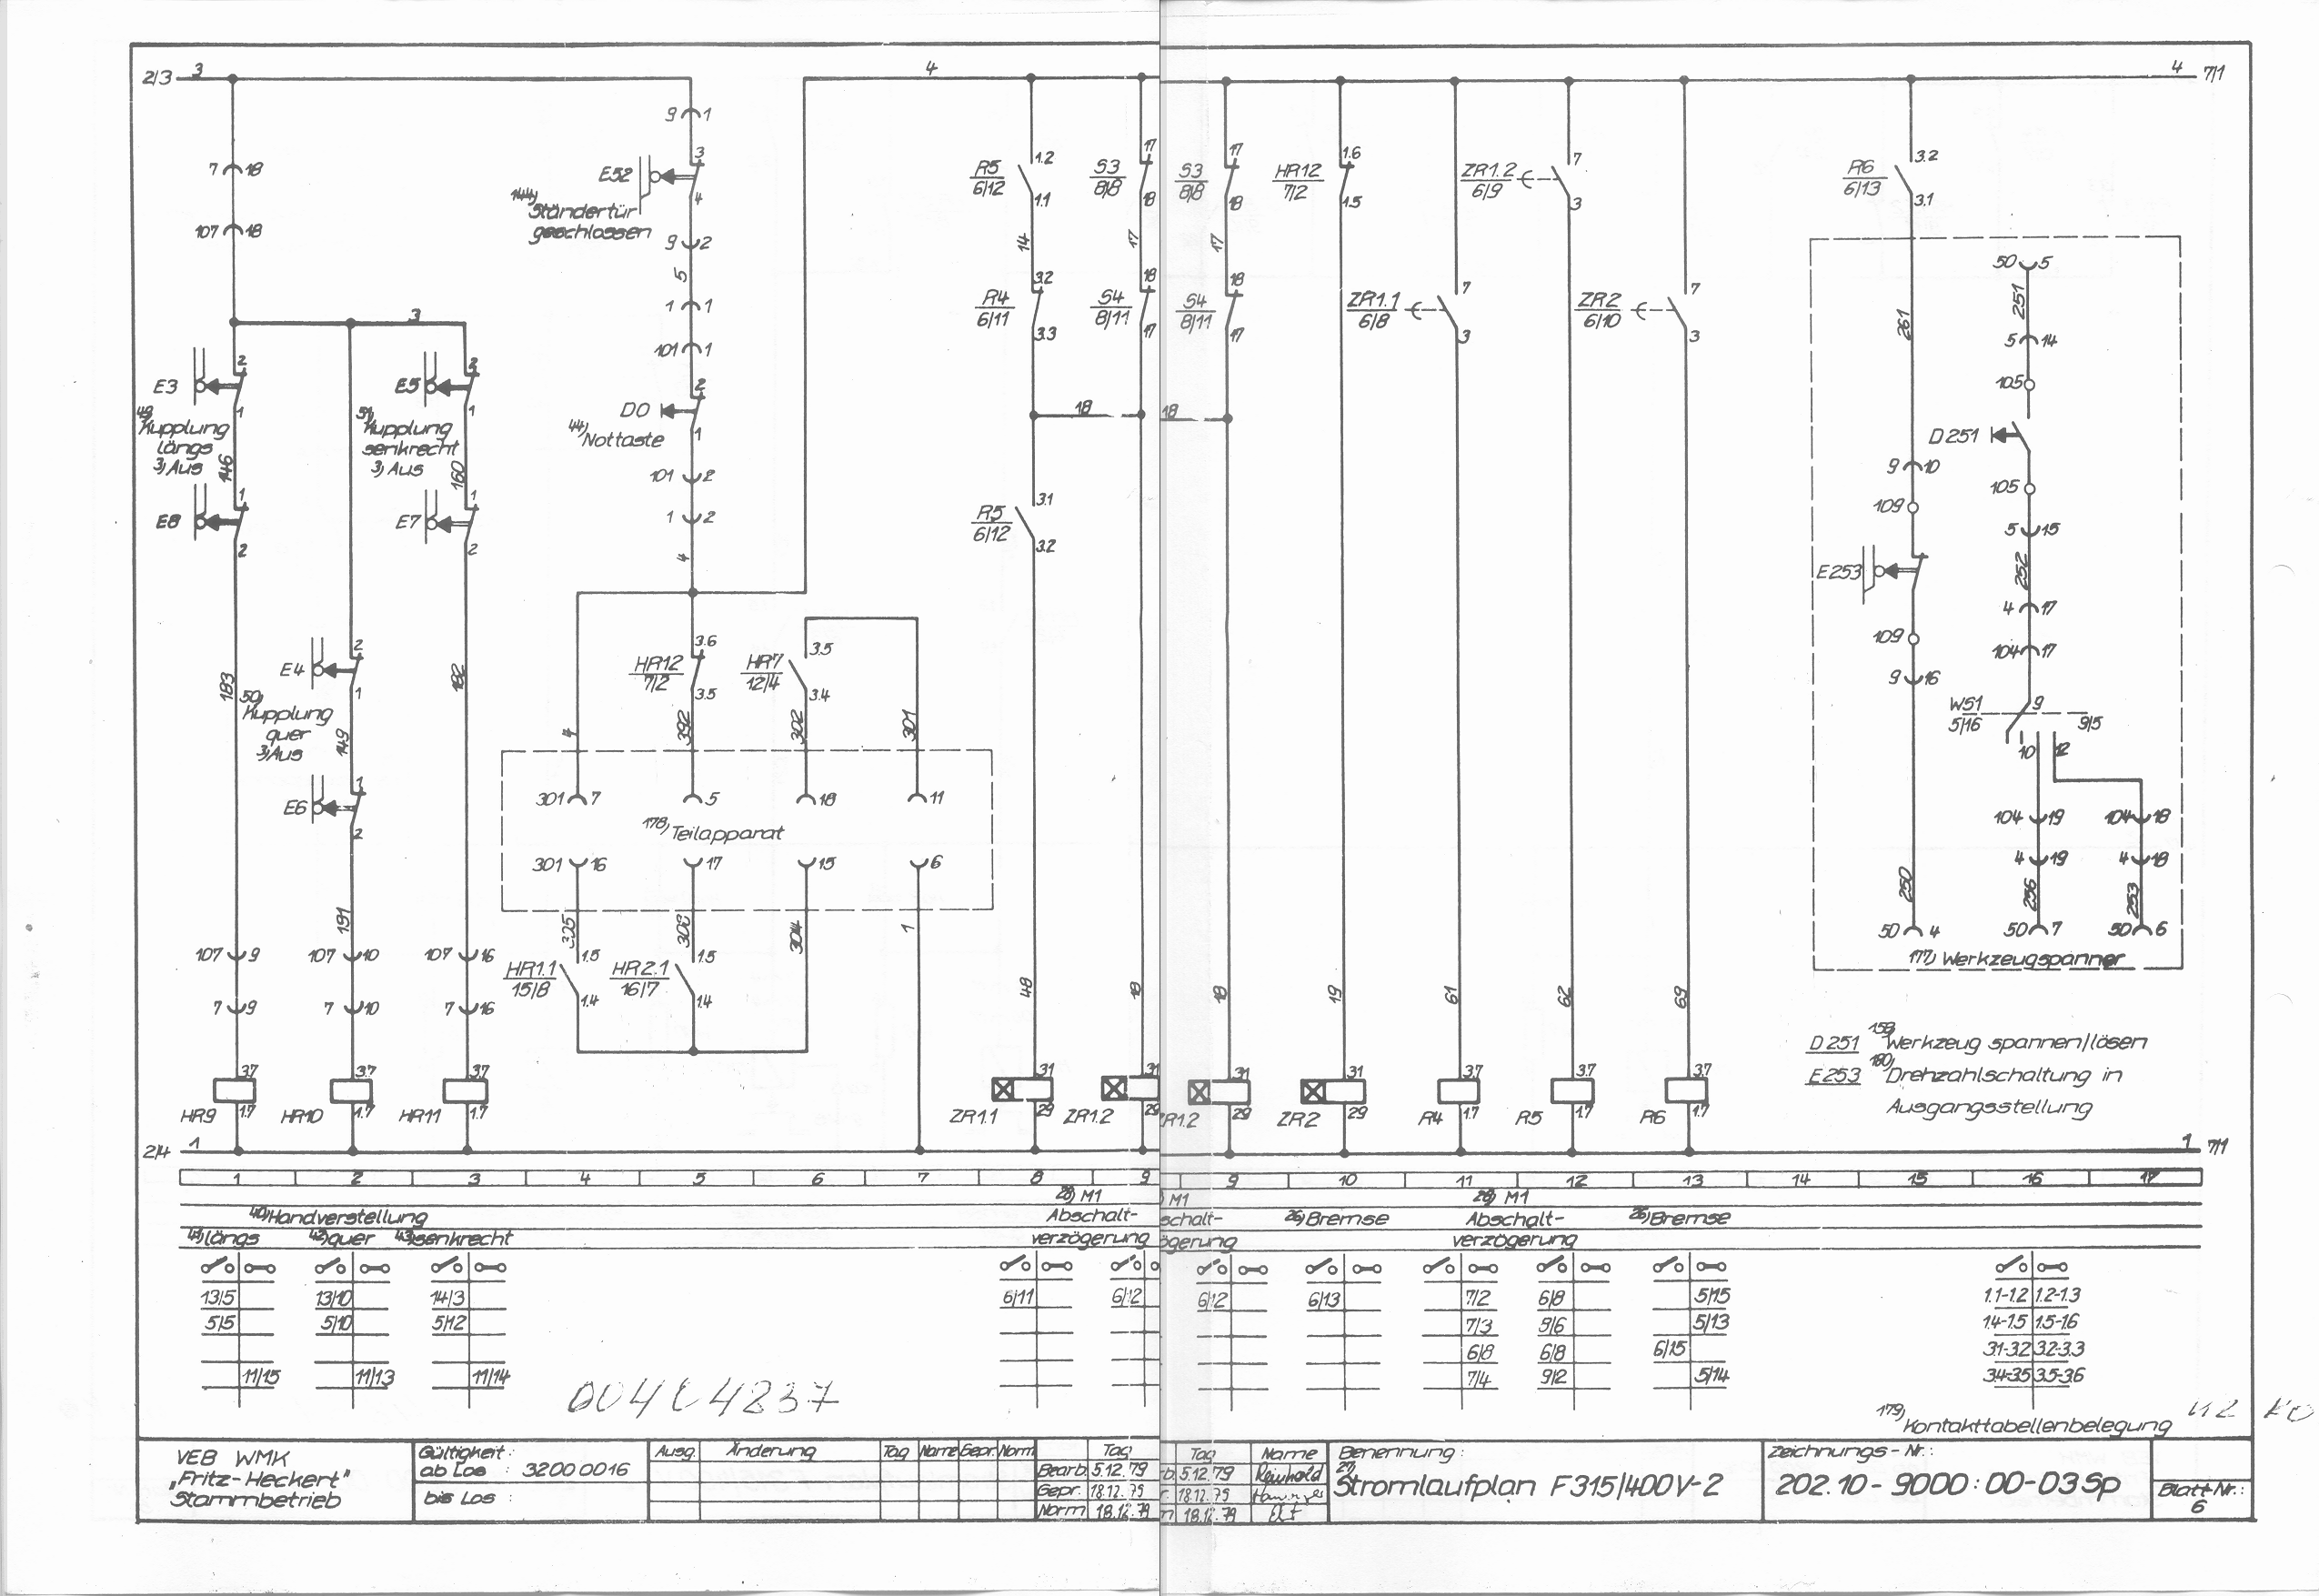 2/3 3 4 4 7/1
9 1
7 18
107 18
E52 3 4
144) Ständertür
geschlossen
9 2
5
1 1
101 1
R5 6/12 1.2 1.1
S3 8/8 17 18
S3 8/8 17 18
HR12 7/2 1.6 1.5
ZR1.2 6/9 7 3
R6 6/13 3.2 3.1
14 17 17
R4 6/11 3.2 3.3
S4 8/11 18 17
S4 8/11 18 17
ZR1.1 6/8 7 3
ZR2 6/10 7 3
261
50 5
251
5 14
105
3
E3 2 1
49) Kupplung
längs
3) Aus
146
E5 2 1
51) Kupplung
senkrecht
3) Aus
160
D0 2 1
44) Nottaste
18 18
D251
9 10
105
109
5 15
E8 1 2
E7 1 2
101 2
1 2
4
R5 6/12 3.1 3.2
E253
252
4 17
109
104 17
9 16
E4 2 1
183
182
50) Kupplung
quer
3) Aus
149
HR12 7/2 3.6 3.5
HR7 12/4 3.5 3.4
4 392 302 301
WS1 5/16 9 9/5
10 12
E6 1 2
301 7 5 18 11
178) Teilapparat
301 16 17 15 6
104 19 104 18
4 19 4 18
250 256 253
50 4 50 7 50 6
177) Werkzeugspanner
191
305 306 304 1
107 9 107 10 107 16
HR1.1 15/8 1.5 1.4
HR2.1 16/7 1.5 1.4
7 9 7 10 7 16
48 18 18 19 61 62 69
D251 158) Werkzeug spannen/lösen
E253 180) Drehzahlschaltung in
Ausgangsstellung
HR9 3.7 1.7
HR10 3.7 1.7
HR11 3.7 1.7
ZR1.1 31 29
ZR1.2 31 29
ZR1.2 31 29
ZR2 31 29
R4 3.7 1.7
R5 3.7 1.7
R6 3.7 1.7
2/4 1 1 7/1
1 2 3 4 5 6 7 8 9 9 10 11 12 13 14 15 16 17
28) M1 ) M1 28) M1
40) Handverstellung Abschalt- schalt- 26) Bremse Abschalt- 26) Bremse
41) längs 42) quer 43) senkrecht verzögerung ögerung verzögerung
13/5 13/10 14/3 6/11 6/12 6/12 6/13 7/2 6/8 5/15 1.1-1.2 1.2-1.3
5/5 5/10 5/12 7/3 9/6 5/13 1.4-1.5 1.5-1.6
6/8 6/8 6/15 3.1-3.2 3.2-3.3
11/15 11/13 11/14 7/4 9/2 5/14 3.4-3.5 3.5-3.6
179) Kontakttabellenbelegung
VEB WMK
„Fritz-Heckert"
Stammbetrieb
Gültigkeit:
ab Los : 32000016
bis Los :
Ausg. Änderung Tag Name Gepr. Norm
Tag
Bearb. 5.12.79
Gepr. 18.12.79
Norm 18.12.79
Tag Name
b. 5.12.79 Reinhold
r. 18.12.79
m 18.12.79
Benennung:
27) Stromlaufplan F315/400V-2
Zeichnungs-Nr.:
202.10-9000:00-03Sp
Blatt-Nr.:
6